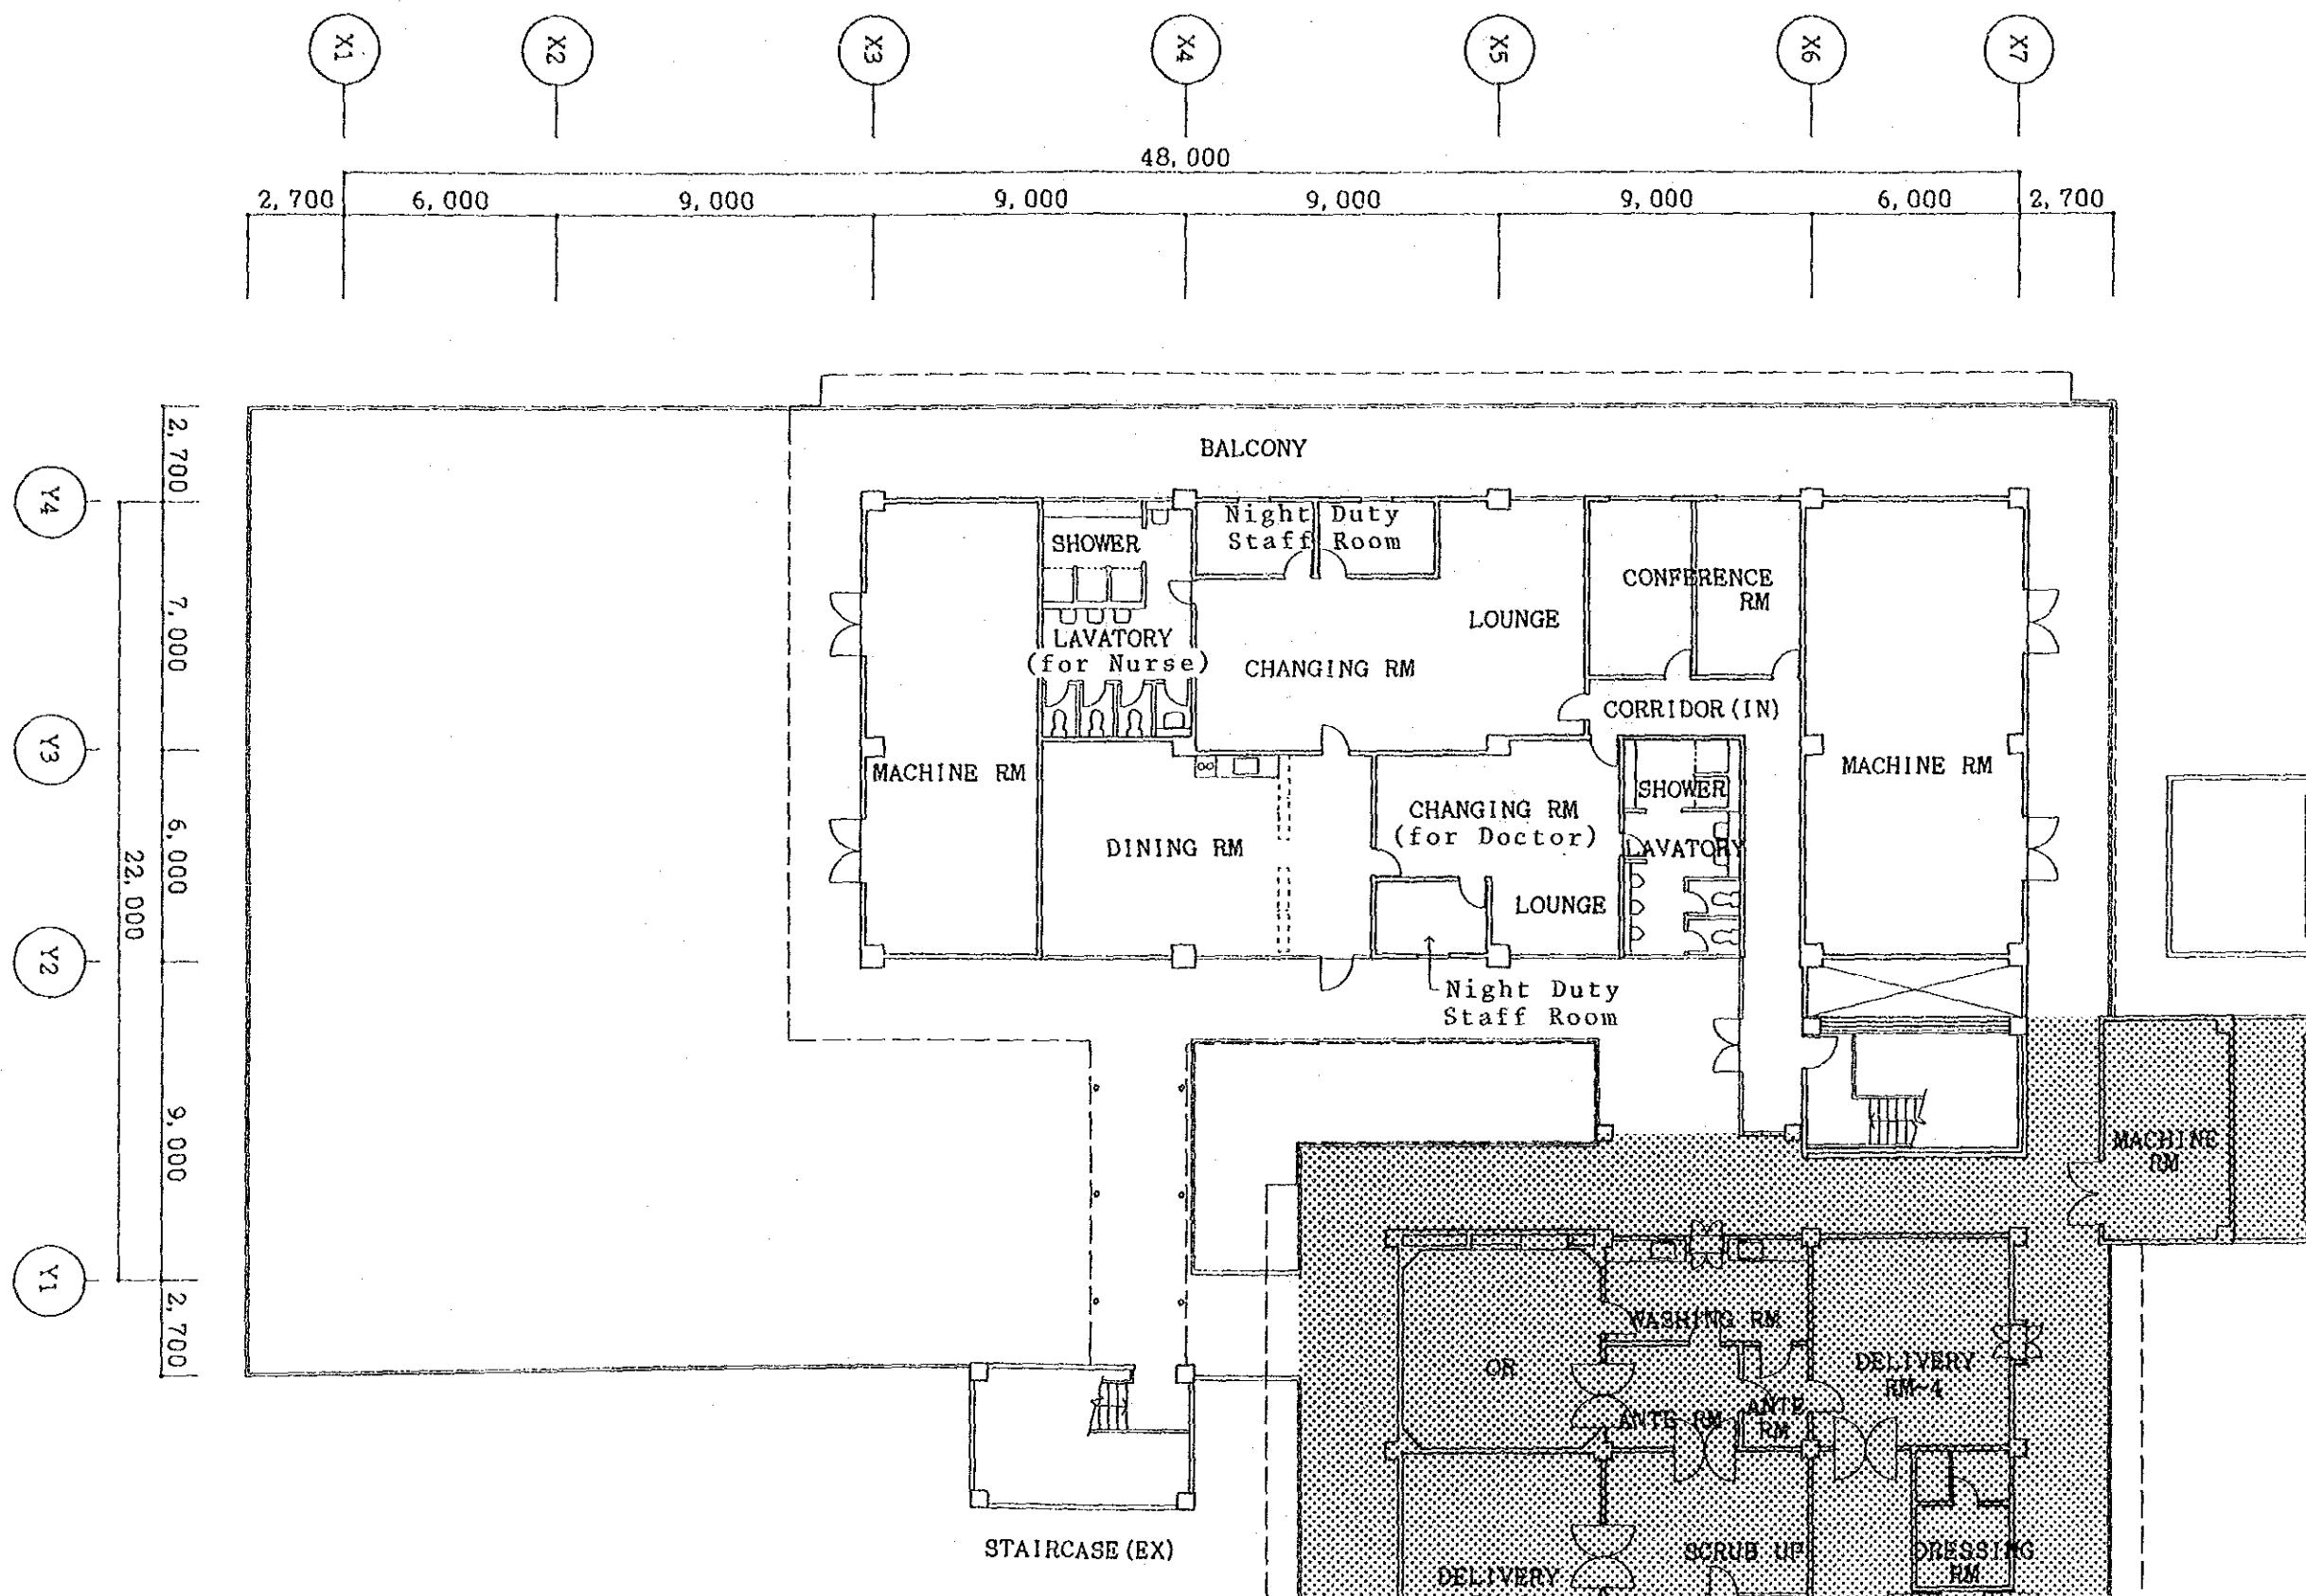 X1 X2 X3 X4 X5 X6 X7
48,000
2,700 6,000 9,000 9,000 9,000 9,000 6,000 2,700
2,700
BALCONY
Y4
Night Duty
Staff Room
SHOWER
CONFERENCE
RM
7,000
LOUNGE
LAVATORY
(for Nurse)
CHANGING RM
CORRIDOR(IN)
Y3
MACHINE RM
MACHINE RM
SHOWER
CHANGING RM
(for Doctor)
6,000
22,000
DINING RM
LAVATORY
LOUNGE
Y2
Night Duty
Staff Room
9,000
MACHINE
RM
Y1
2,700
WASHING RM
OR
DELIVERY
RM-4
ANTE RM
ANTE
RM
STAIRCASE(EX)
SCRUB UP
DRESSING
RM
DELIVERY